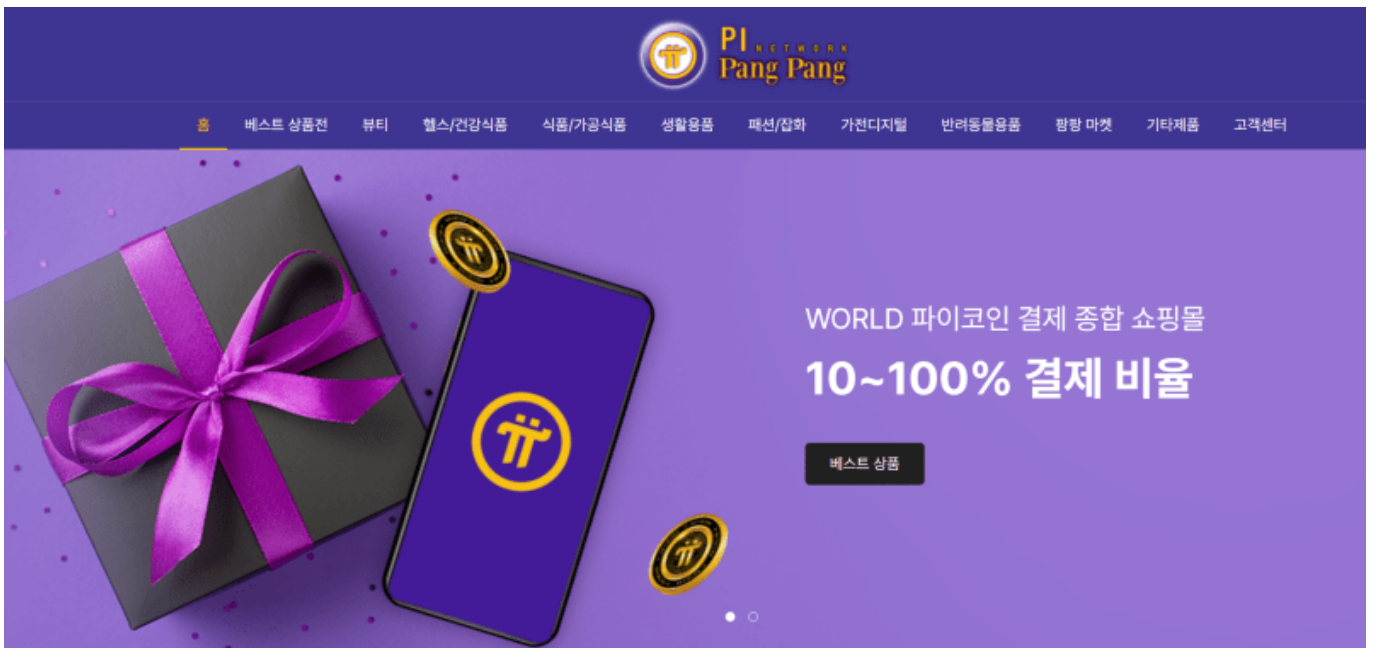 PI NETWORK
Pang Pang
홈 베스트 상품전 뷰티 헬스/건강식품 식품/가공식품 생활용품 패션/잡화 가전디지털 반려동물용품 팡팡 마켓 기타제품 고객센터
WORLD 파이코인 결제 종합 쇼핑몰
10~100% 결제 비율
베스트 상품